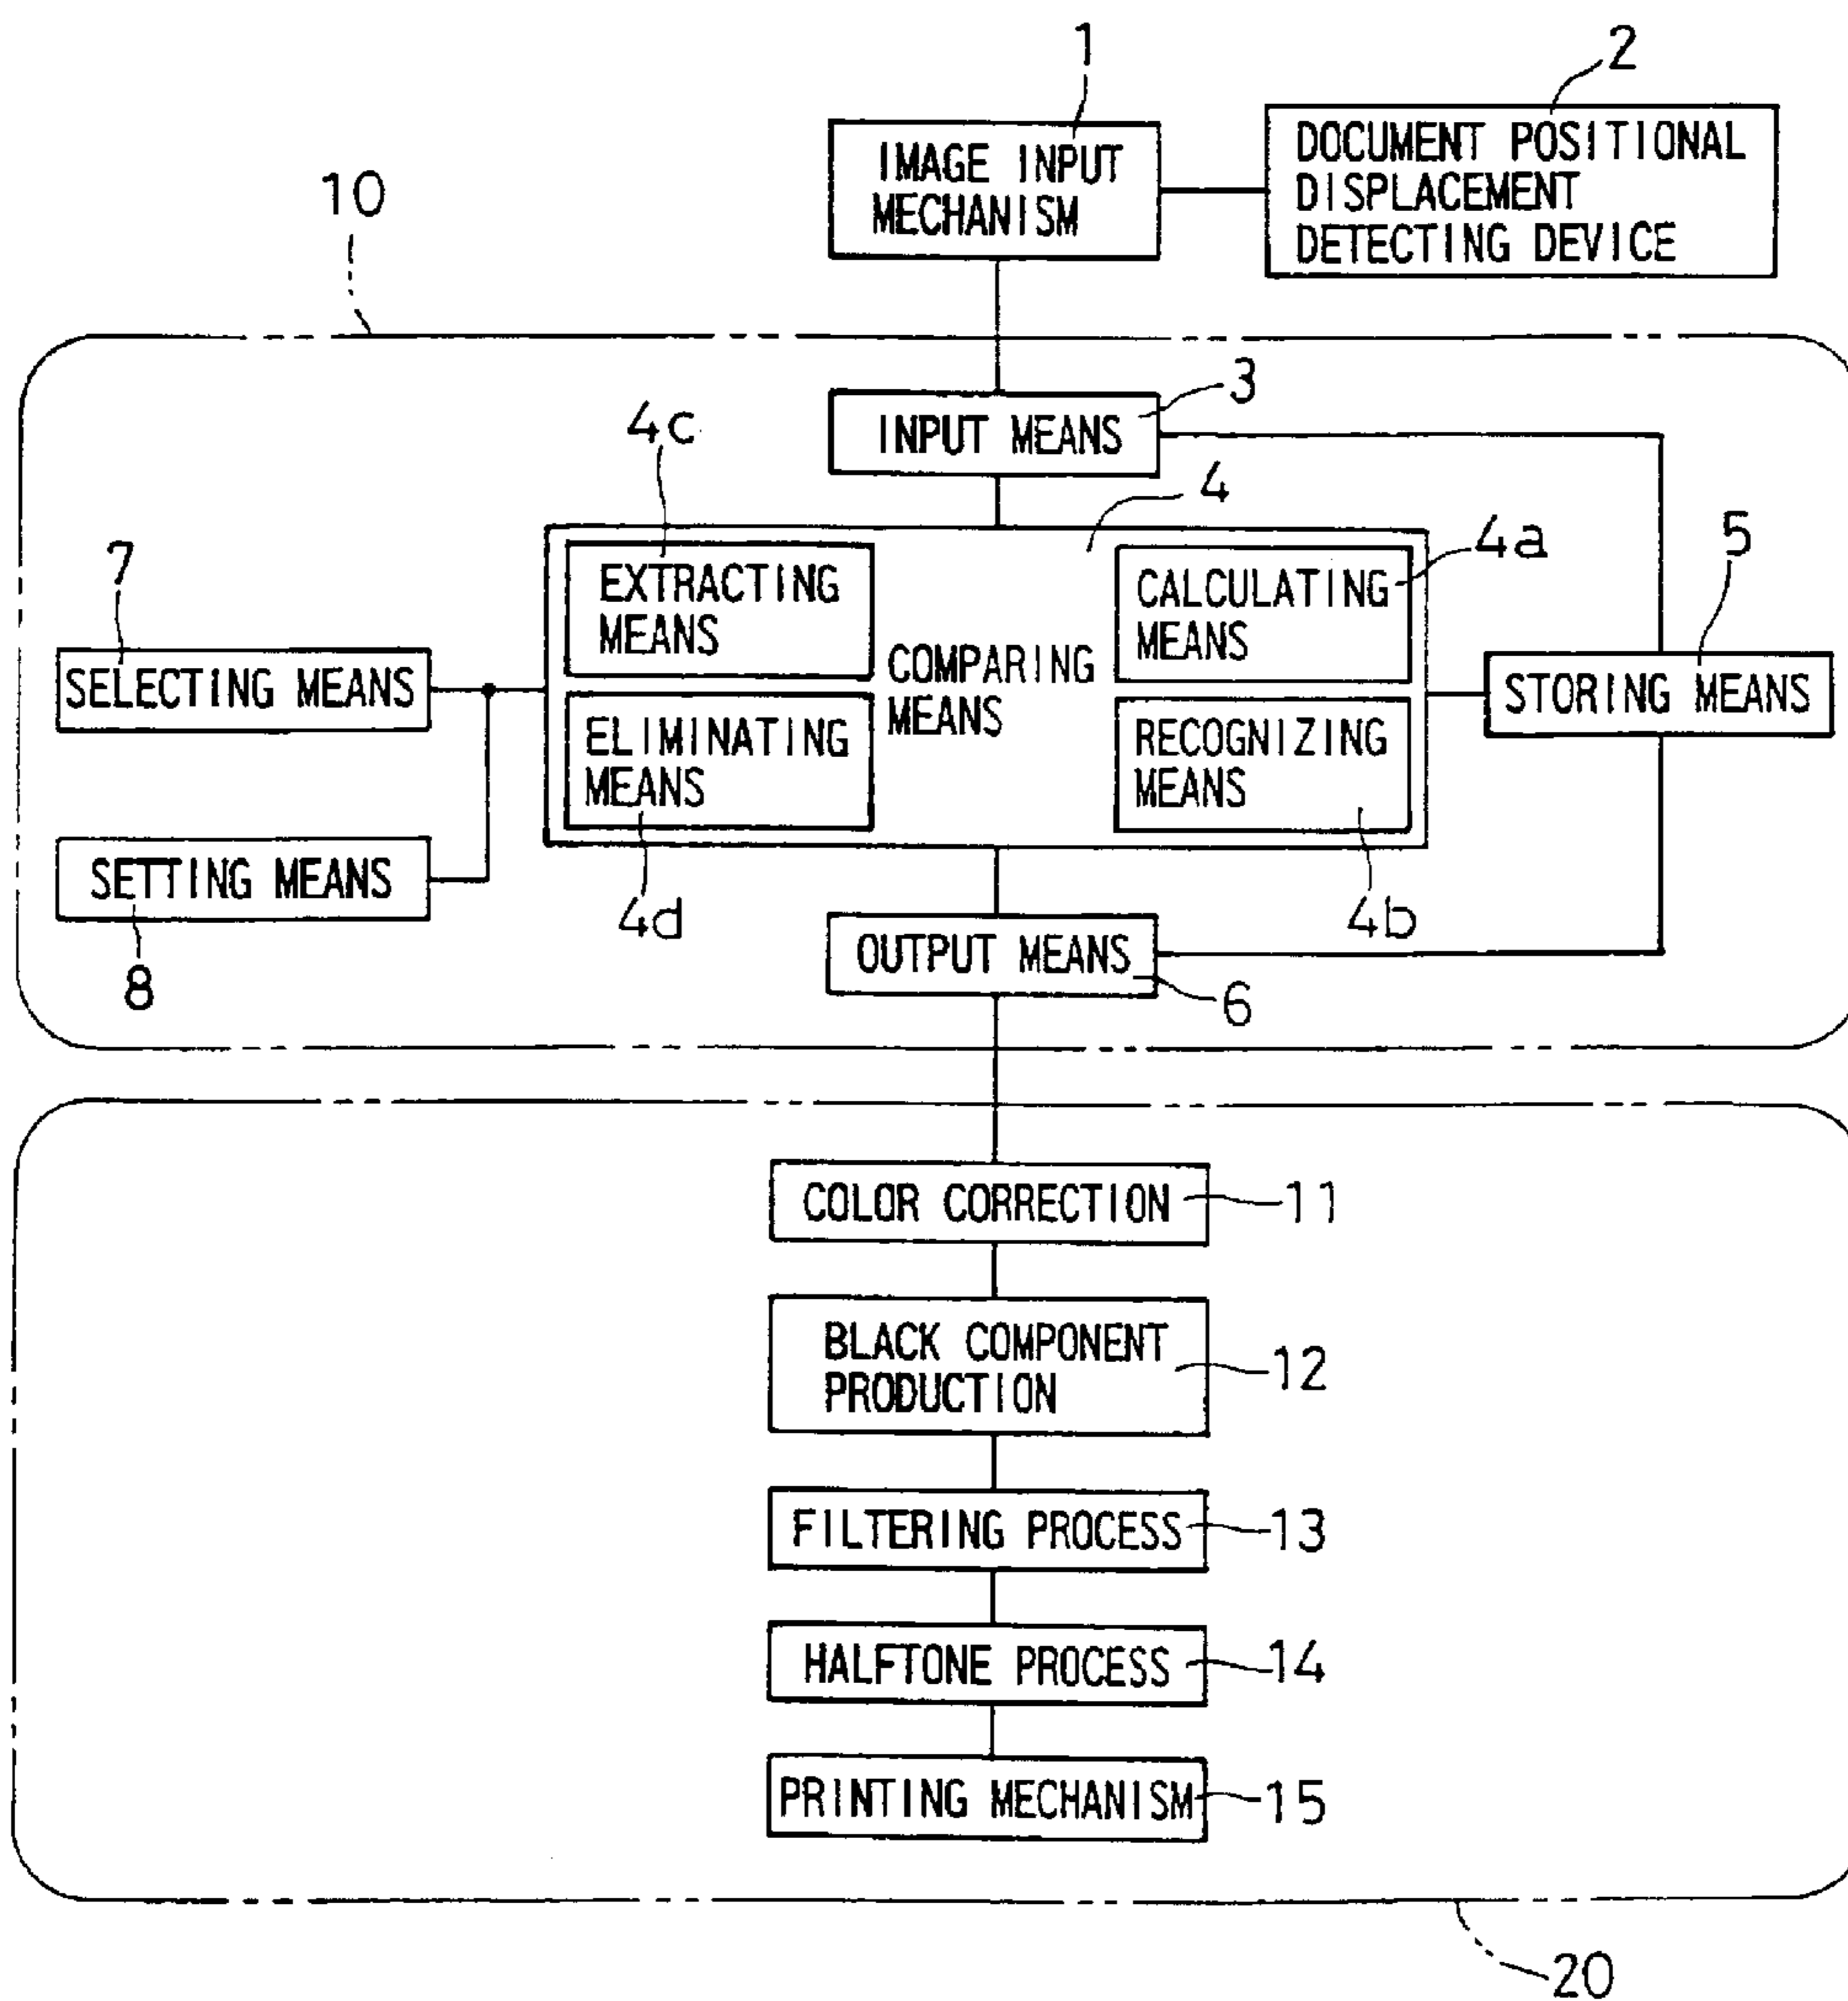 1
2
IMAGE INPUT
MECHANISM
DOCUMENT POSITIONAL
DISPLACEMENT
DETECTING DEVICE
10
3
INPUT MEANS
4c
4
4a
5
7
EXTRACTING
MEANS
CALCULATING
MEANS
COMPARING
MEANS
SELECTING MEANS
STORING MEANS
ELIMINATING
MEANS
RECOGNIZING
MEANS
SETTING MEANS
4d
4b
8
OUTPUT MEANS
6
COLOR CORRECTION
11
BLACK COMPONENT
PRODUCTION
12
FILTERING PROCESS
13
HALFTONE PROCESS
14
PRINTING MECHANISM
15
20